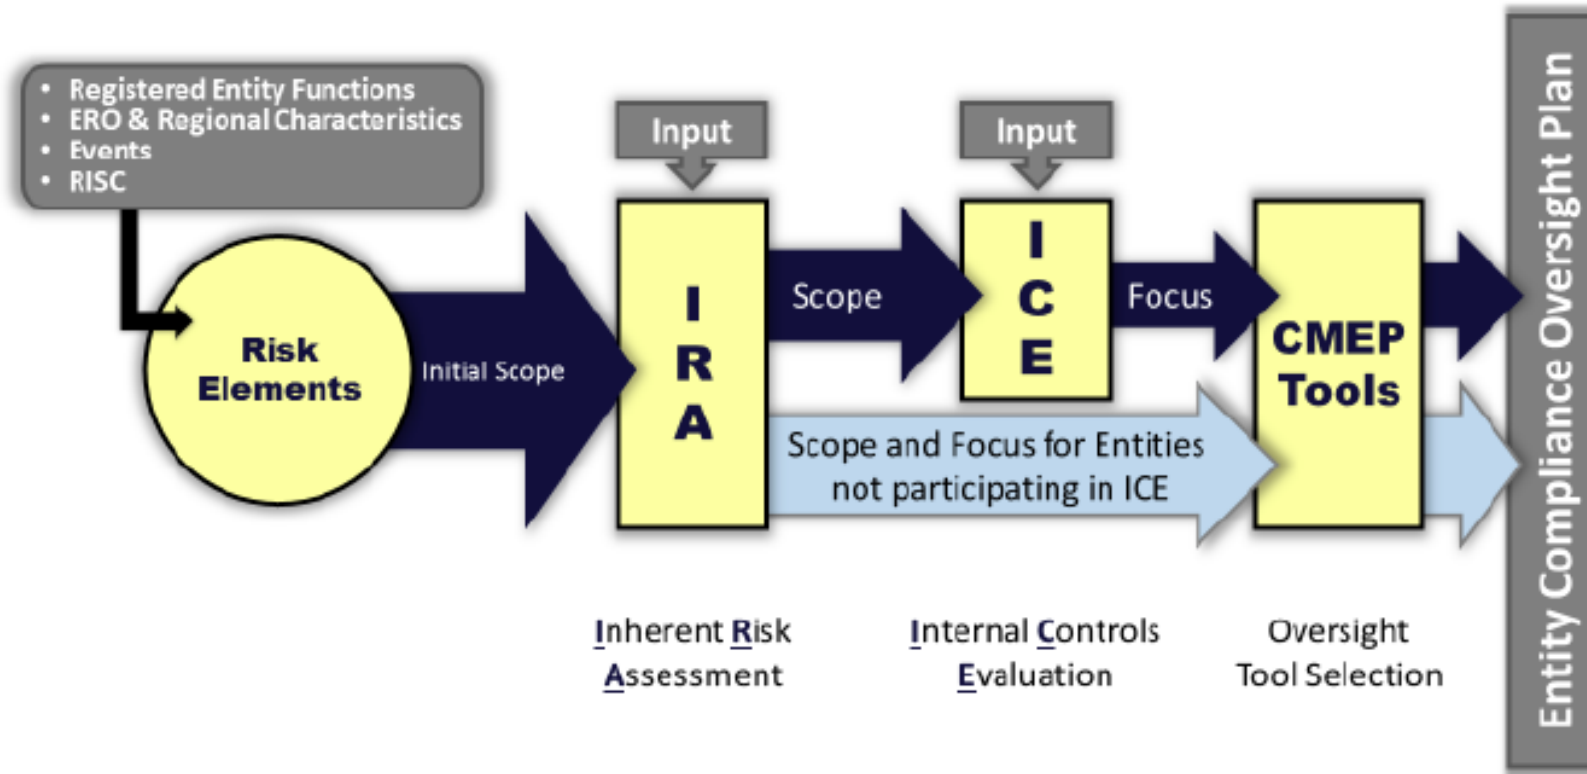 • Registered Entity Functions
• ERO & Regional Characteristics
• Events
• RISC
Risk
Elements
Initial Scope
Input
I
R
A
Scope
Input
I
C
E
Focus
Scope and Focus for Entities
not participating in ICE
CMEP
Tools
Entity Compliance Oversight Plan
Inherent Risk
Assessment
Internal Controls
Evaluation
Oversight
Tool Selection